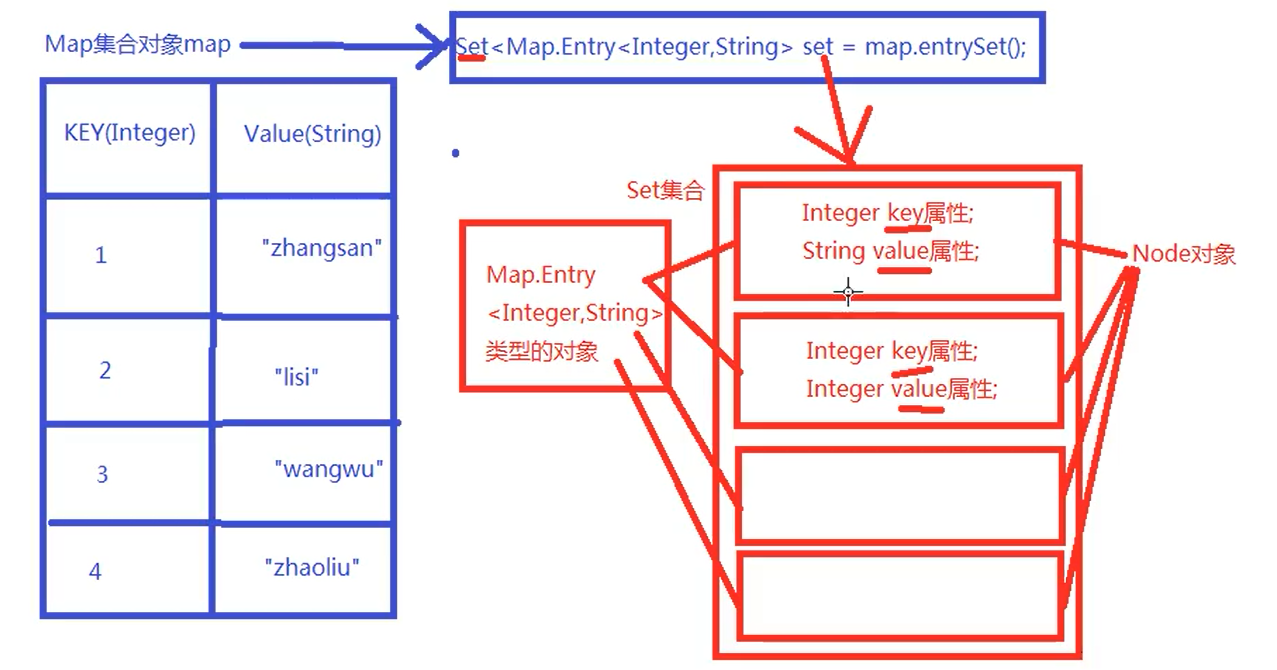 Map集合对象map
Set<Map.Entry<Integer,String> set = map.entrySet();
KEY(Integer)
Value(String)
1
"zhangsan"
2
"lisi"
3
"wangwu"
4
"zhaoliu"
Set集合
Map.Entry
<Integer,String>
类型的对象
Integer key属性;
String value属性;
Integer key属性;
Integer value属性;
Node对象